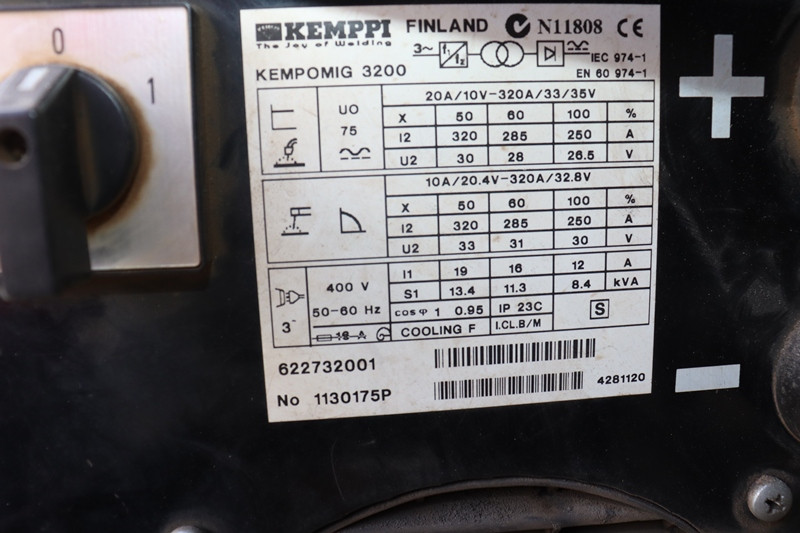 0
1
KEMPPI FINLAND N11808 CE
The Joy of Welding
3~ f1 f2 IEC 974-1
KEMPOMIG 3200 EN 60 974-1
20A/10V-320A/33/35V
UO X 50 60 100 %
75 I2 320 285 250 A
U2 30 28 26.5 V
10A/20.4V-320A/32.8V
X 50 60 100 %
I2 320 285 250 A
U2 33 31 30 V
400 V I1 19 16 12 A
S1 13.4 11.3 8.4 kVA
3~ 50-60 Hz cos φ 1 0.95 IP 23C S
COOLING F I.CL.B/M
622732001
No 1130175P 4281120
+
-